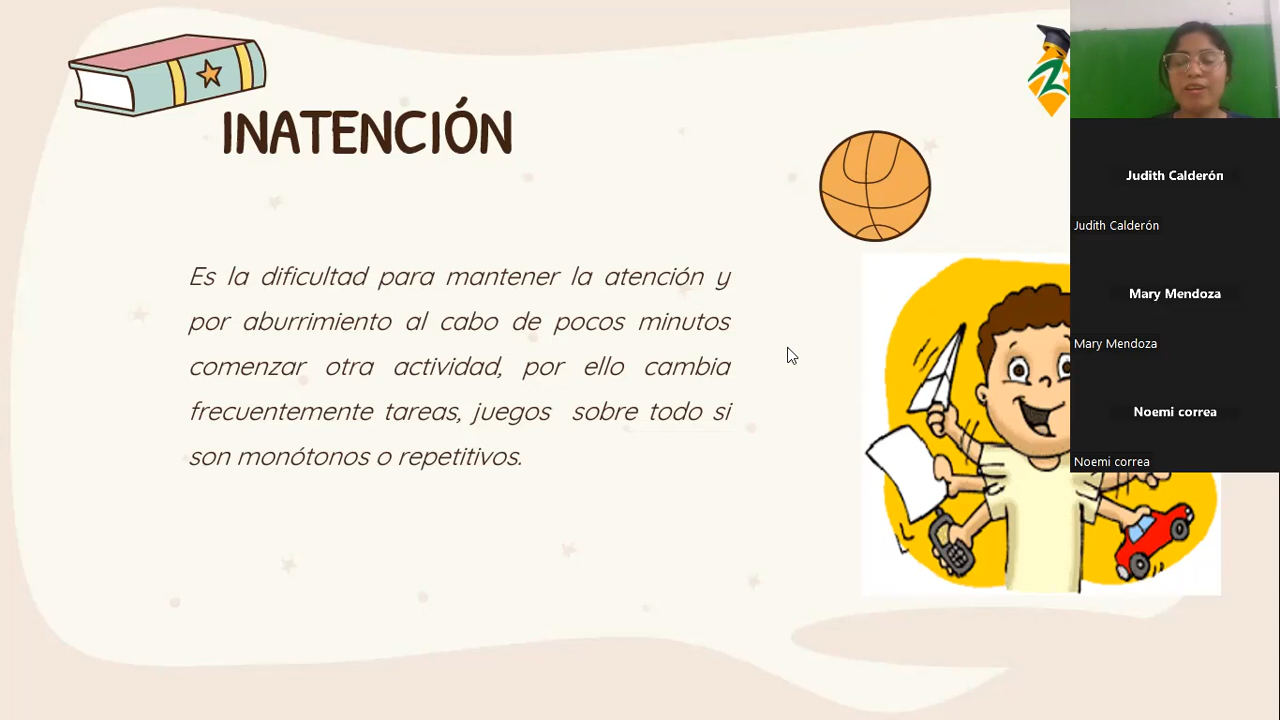 INATENCIÓN
Es la dificultad para mantener la atención y
por aburrimiento al cabo de pocos minutos
comenzar otra actividad, por ello cambia
frecuentemente tareas, juegos sobre todo si
son monótonos o repetitivos.
Judith Calderón
Judith Calderón
Mary Mendoza
Mary Mendoza
Noemi correa
Noemi correa